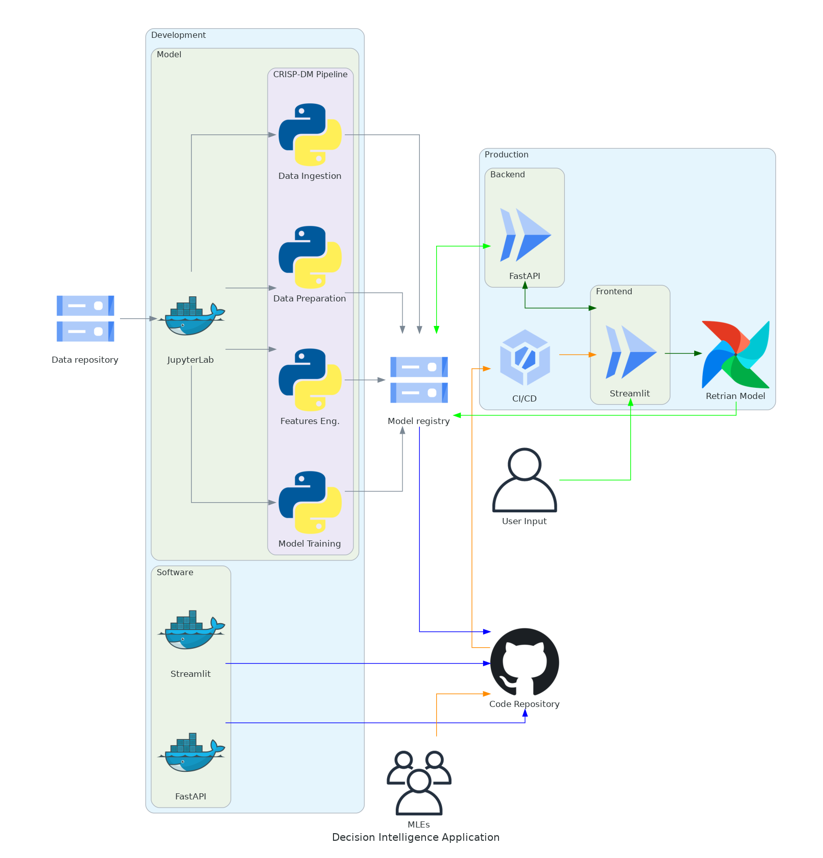 Development
Model
CRISP-DM Pipeline
Data Ingestion
Data Preparation
Features Eng.
Model Training
Data repository
JupyterLab
Model registry
Production
Backend
FastAPI
Frontend
CI/CD
Streamlit
Retrian Model
User Input
Software
Streamlit
FastAPI
Code Repository
MLEs
Decision Intelligence Application